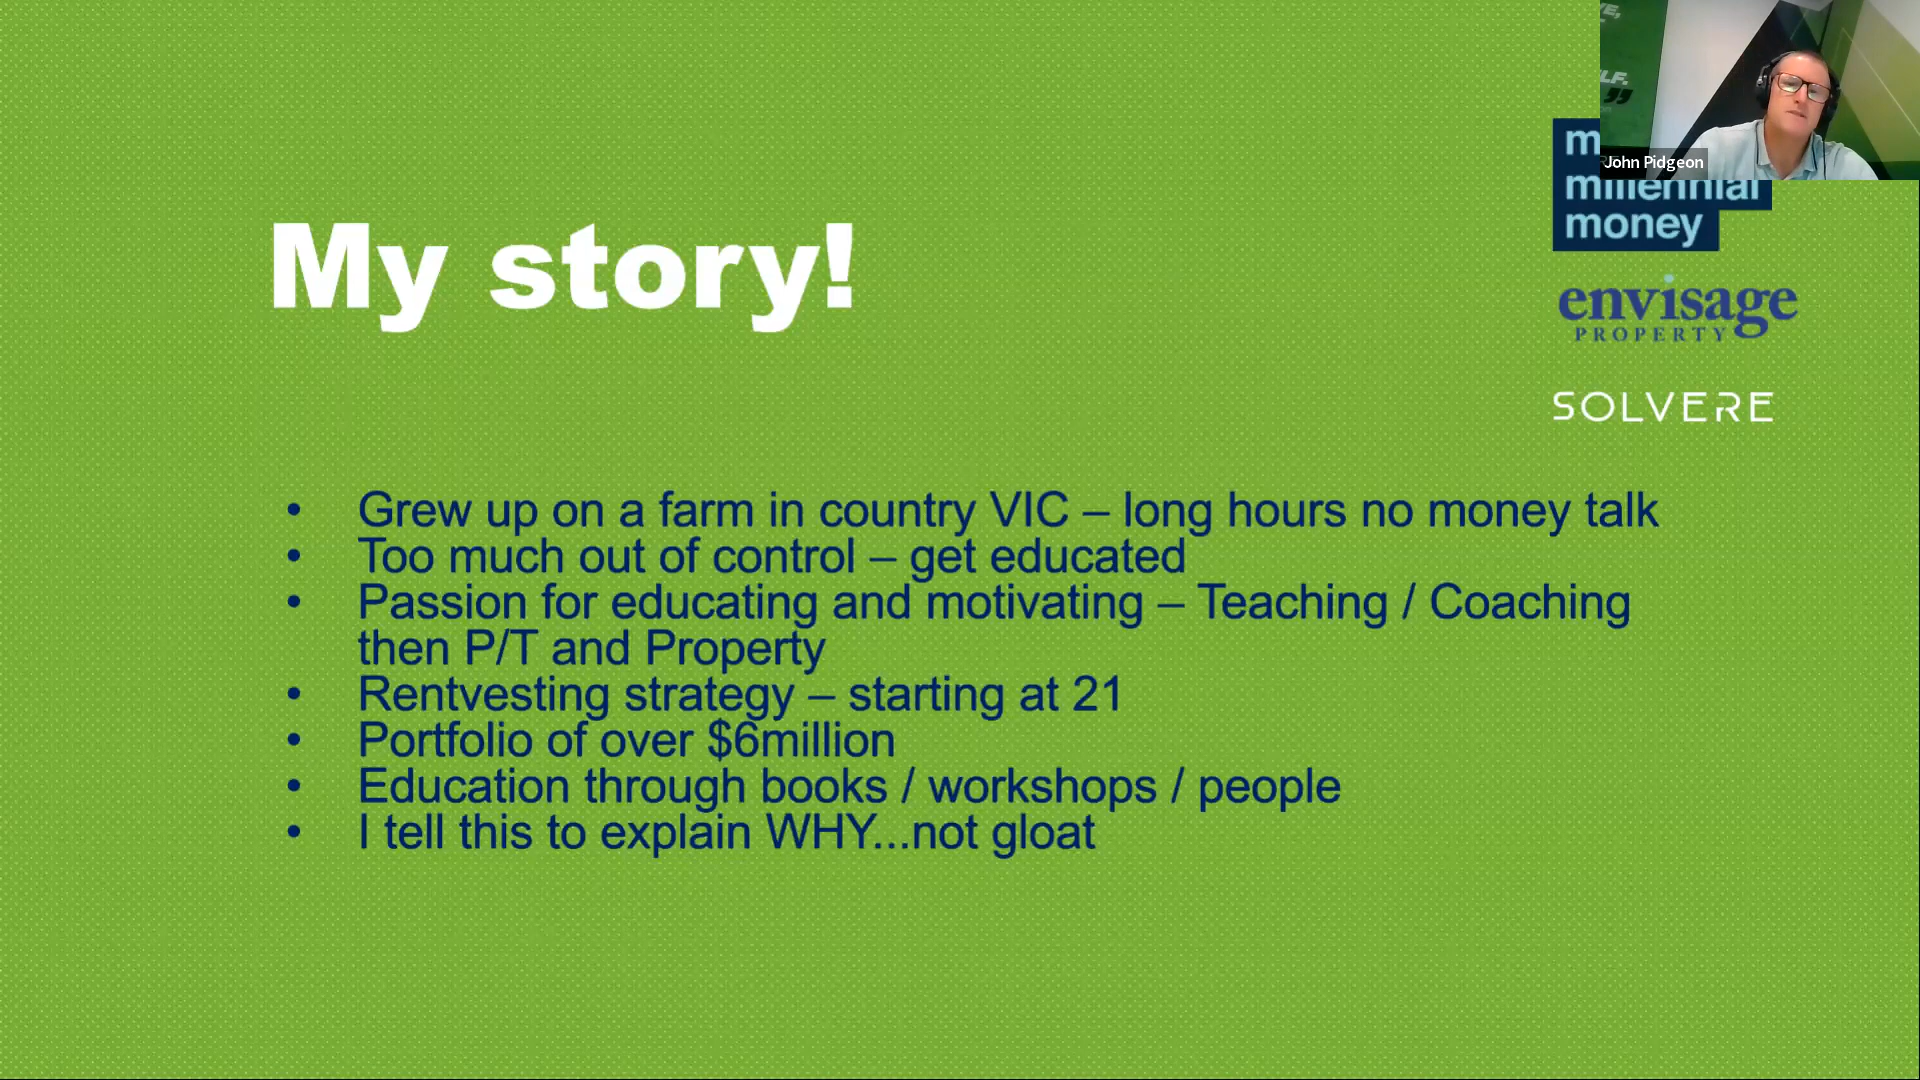 VE,
LF.
John Pidgeon
m
millennial
money
envisage
PROPERTY
SOLVERE
My story!
• Grew up on a farm in country VIC – long hours no money talk
• Too much out of control – get educated
• Passion for educating and motivating – Teaching / Coaching
then P/T and Property
• Rentvesting strategy – starting at 21
• Portfolio of over $6million
• Education through books / workshops / people
• I tell this to explain WHY...not gloat